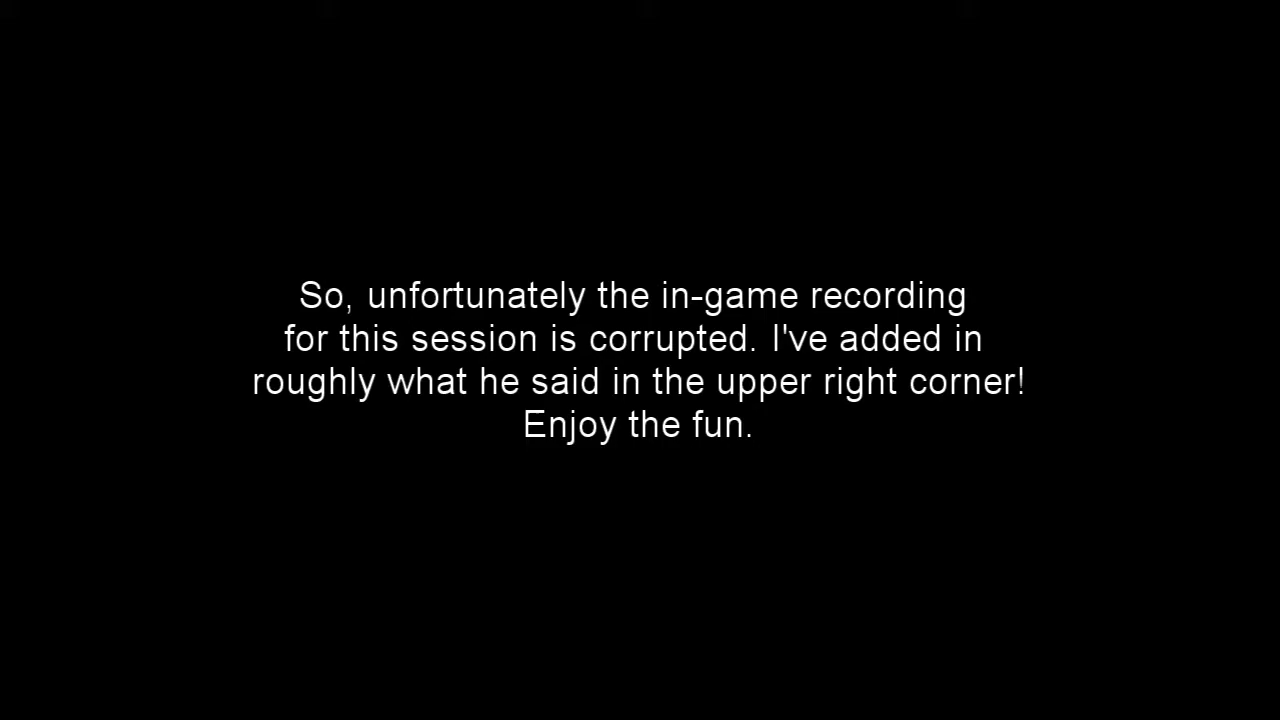 So, unfortunately the in-game recording
for this session is corrupted. I've added in
roughly what he said in the upper right corner!
Enjoy the fun.